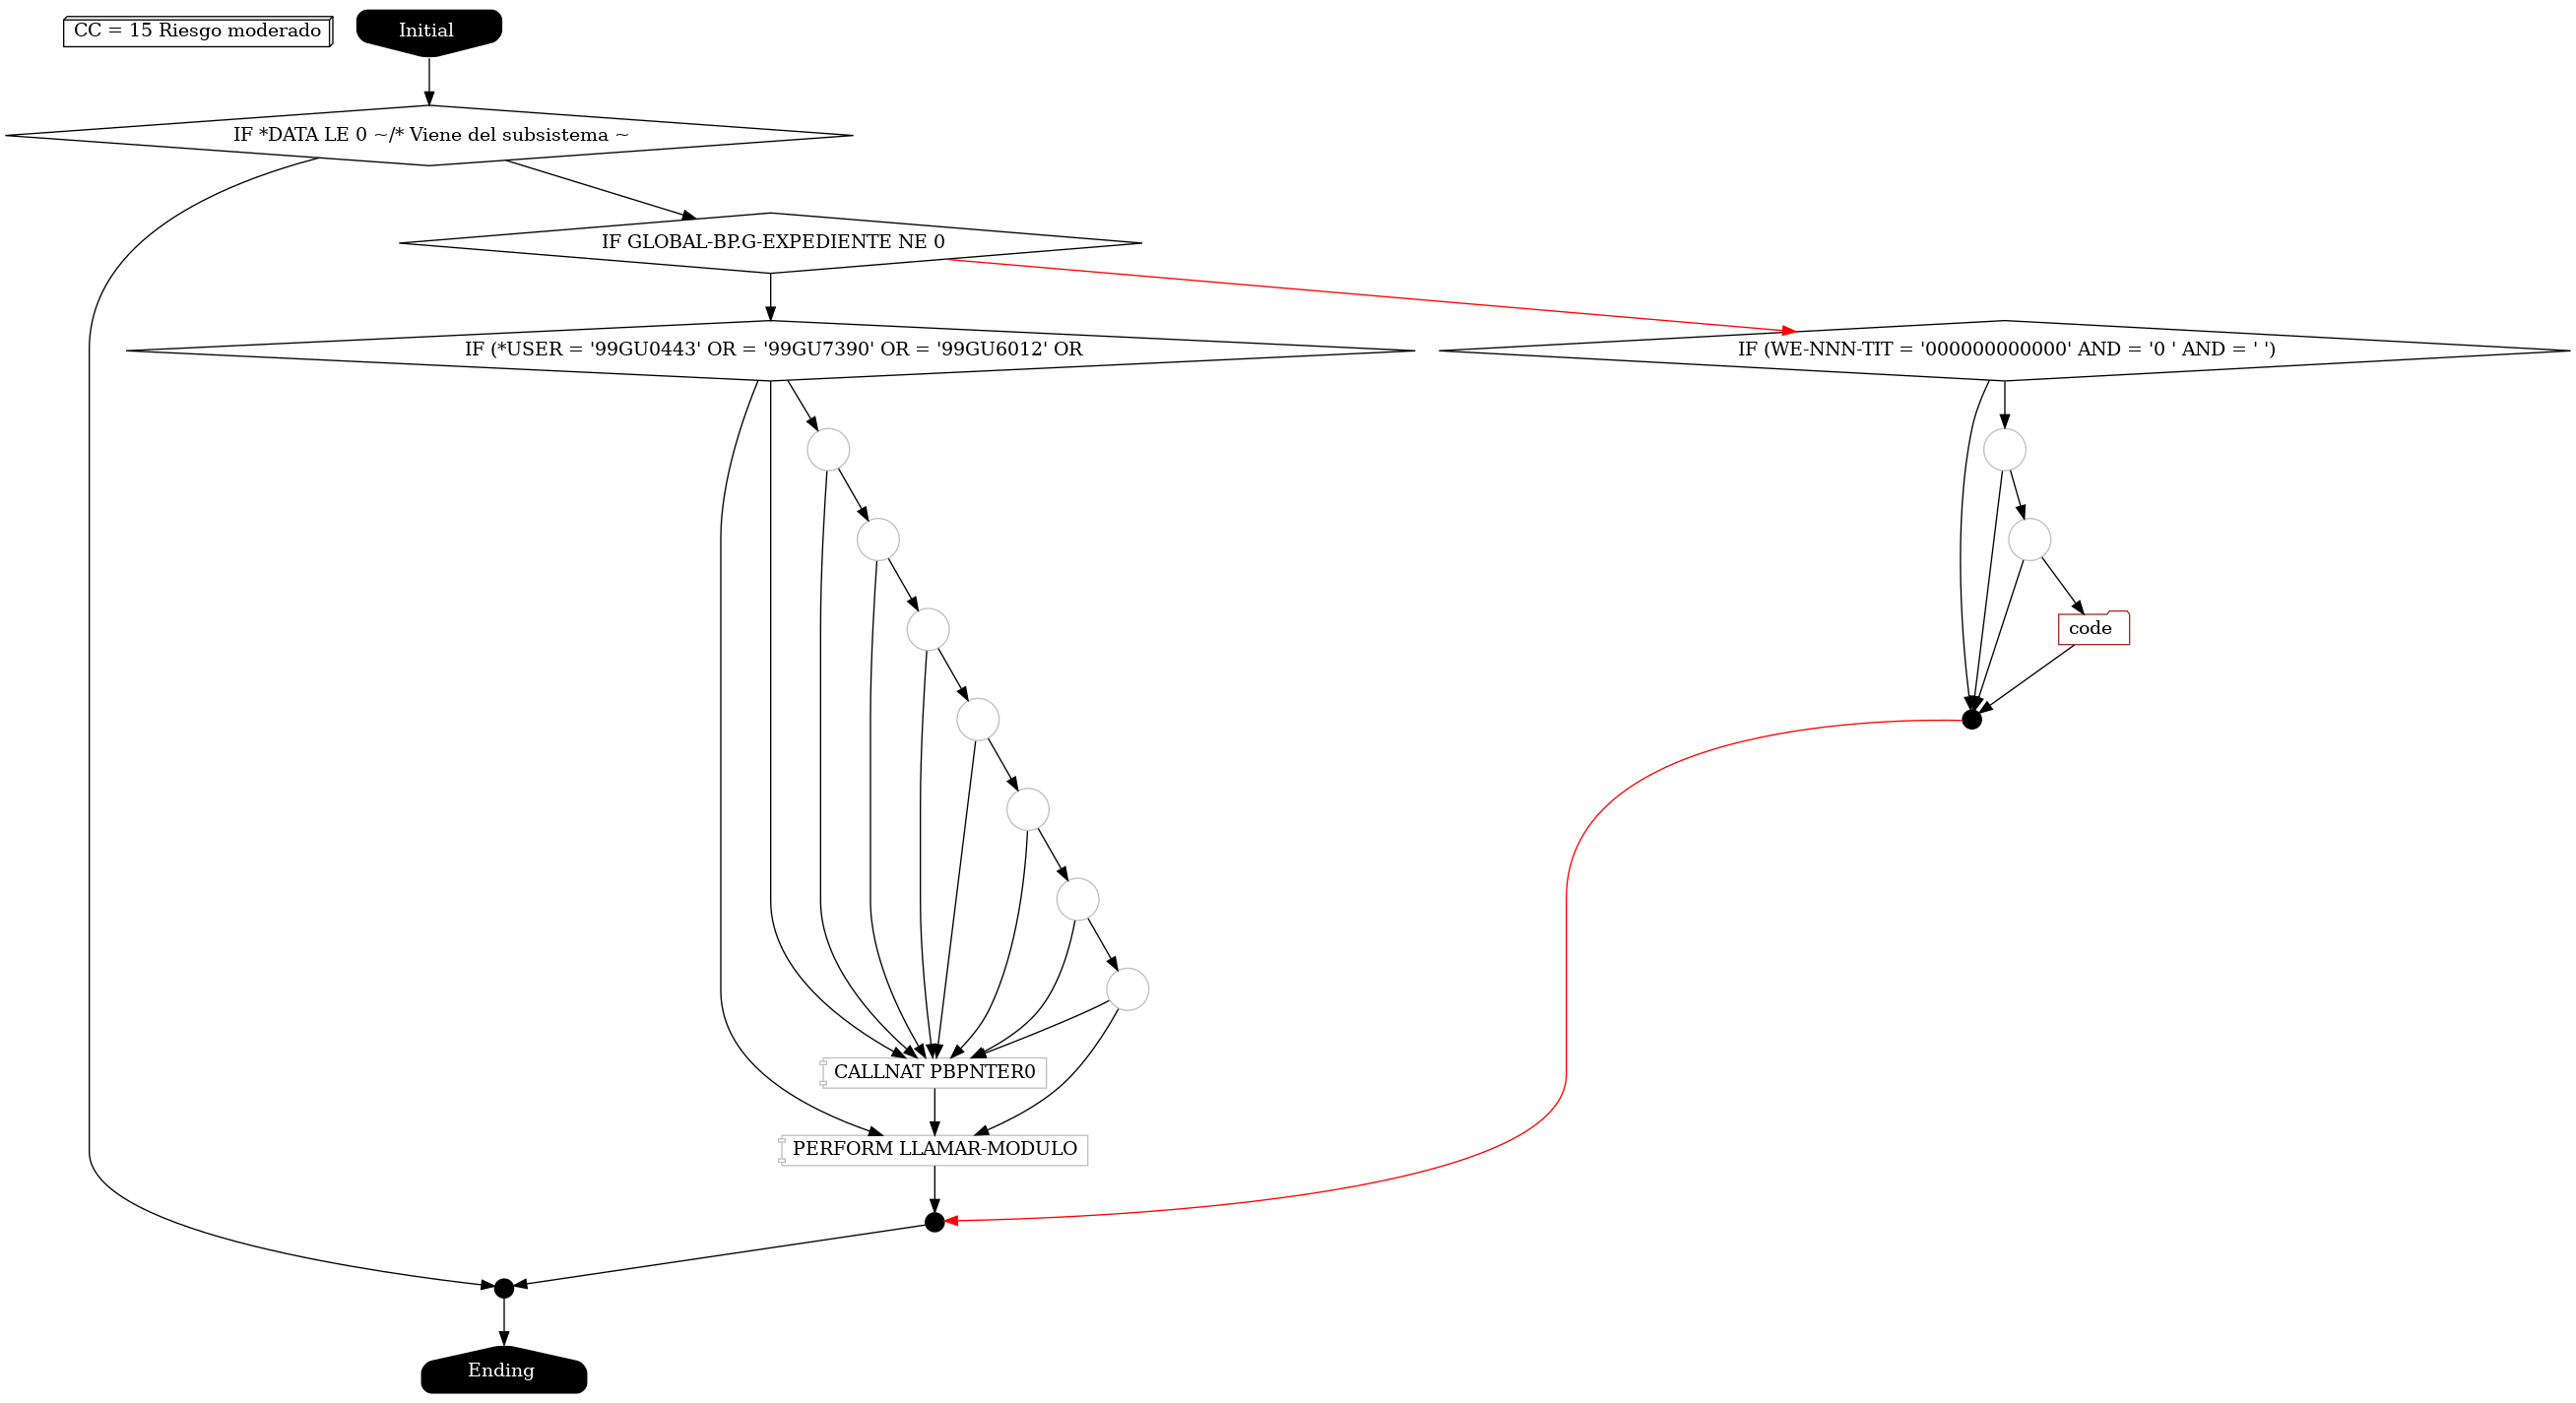 CC = 15 Riesgo moderado
Initial
IF *DATA LE 0 ~/* Viene del subsistema ~
IF GLOBAL-BP.G-EXPEDIENTE NE 0
IF (*USER = '99GU0443' OR = '99GU7390' OR = '99GU6012' OR
IF (WE-NNN-TIT = '000000000000' AND = '0 ' AND = ' ')
code
CALLNAT PBPNTER0
PERFORM LLAMAR-MODULO
Ending